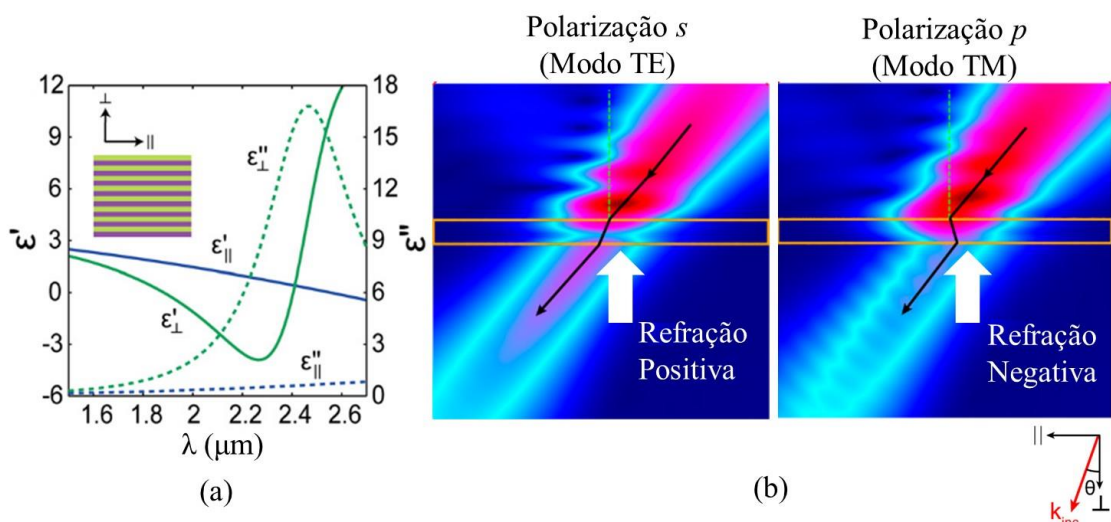 Polarização s
(Modo TE)
Polarização p
(Modo TM)
12
9
6
3
0
-3
-6
ε'
18
15
12
9
6
3
0
ε''
⊥
||
ε''⊥
ε'||
ε'⊥
ε''||
1.6
1.8
2
2.2
2.4
2.6
λ (μm)
(a)
Refração
Positiva
Refração
Negativa
(b)
||
θ
⊥